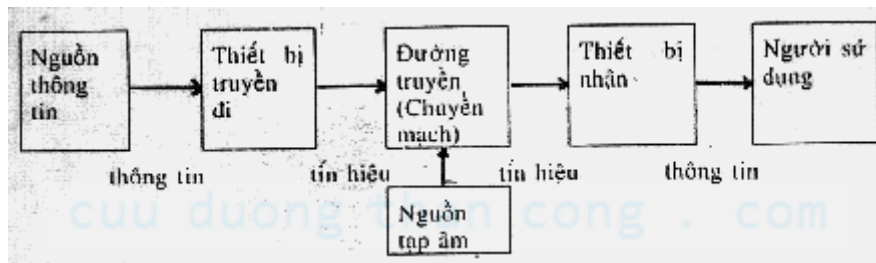 Nguồn
thông
tin
Thiết bị
truyền
đi
Đường
truyền
(Chuyển
mạch)
Thiết bị
nhận
Người sử
dụng
thông tin
tín hiệu
tín hiệu
thông tin
Nguồn
tạp âm
cuu duong than cong . com